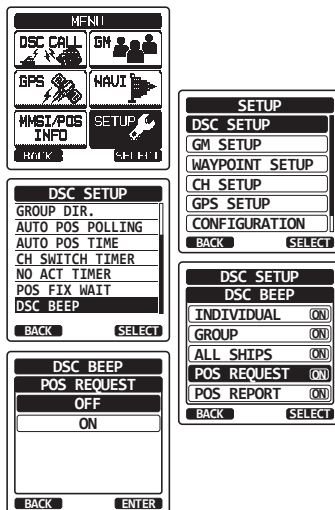 MENU
DSC CALL GM
GPS NAVI
MMSI/POS INFO SETUP
BACK SELECT
SETUP
DSC SETUP
GM SETUP
WAYPOINT SETUP
CH SETUP
GPS SETUP
CONFIGURATION
BACK SELECT
DSC SETUP
GROUP DIR.
AUTO POS POLLING
AUTO POS TIME
CH SWITCH TIMER
NO ACT TIMER
POS FIX WAIT
DSC BEEP
BACK SELECT
DSC SETUP
DSC BEEP
INDIVIDUAL ON
GROUP ON
ALL SHIPS ON
POS REQUEST ON
POS REPORT ON
BACK SELECT
DSC BEEP
POS REQUEST
OFF
ON
BACK ENTER